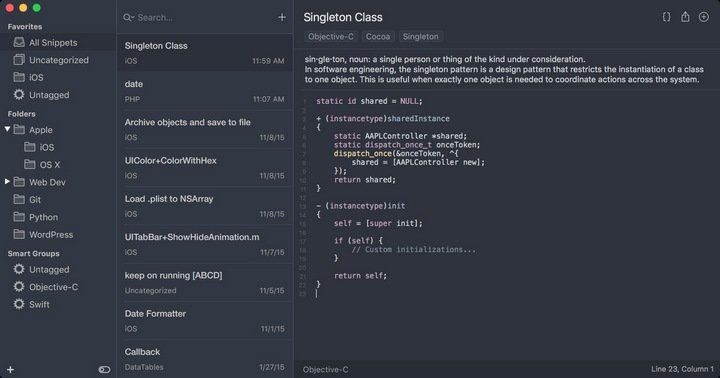 Favorites
All Snippets
Uncategorized
iOS
Untagged
Folders
Apple
iOS
OS X
Web Dev
Git
Python
WordPress
Smart Groups
Untagged
Objective-C
Swift
Search...
Singleton Class
iOS 11:59 AM
date
PHP 11:07 AM
Archive objects and save to file
iOS 11/8/15
UIColor+ColorWithHex
iOS 11/8/15
Load .plist to NSArray
iOS 11/8/15
UITabBar+ShowHideAnimation.m
iOS 11/7/15
keep on running [ABCD]
Uncategorized 11/5/15
Date Formatter
iOS 11/1/15
Callback
DataTables 1/27/15
Singleton Class
Objective-C Cocoa Singleton
sin·gle·ton, noun: a single person or thing of the kind under consideration.
In software engineering, the singleton pattern is a design pattern that restricts the instantiation of a class
to one object. This is useful when exactly one object is needed to coordinate actions across the system.
1 static id shared = NULL;
2
3 + (instancetype)sharedInstance
4 {
5 static AAPLController *shared;
6 static dispatch_once_t onceToken;
7 dispatch_once(&onceToken, ^{
8 shared = [AAPLController new];
9 });
10 return shared;
11 }
12
13 - (instancetype)init
14 {
15 self = [super init];
16
17 if (self) {
18 // Custom initializations...
19 }
20
21 return self;
22 }
23
Objective-C Line 23, Column 1